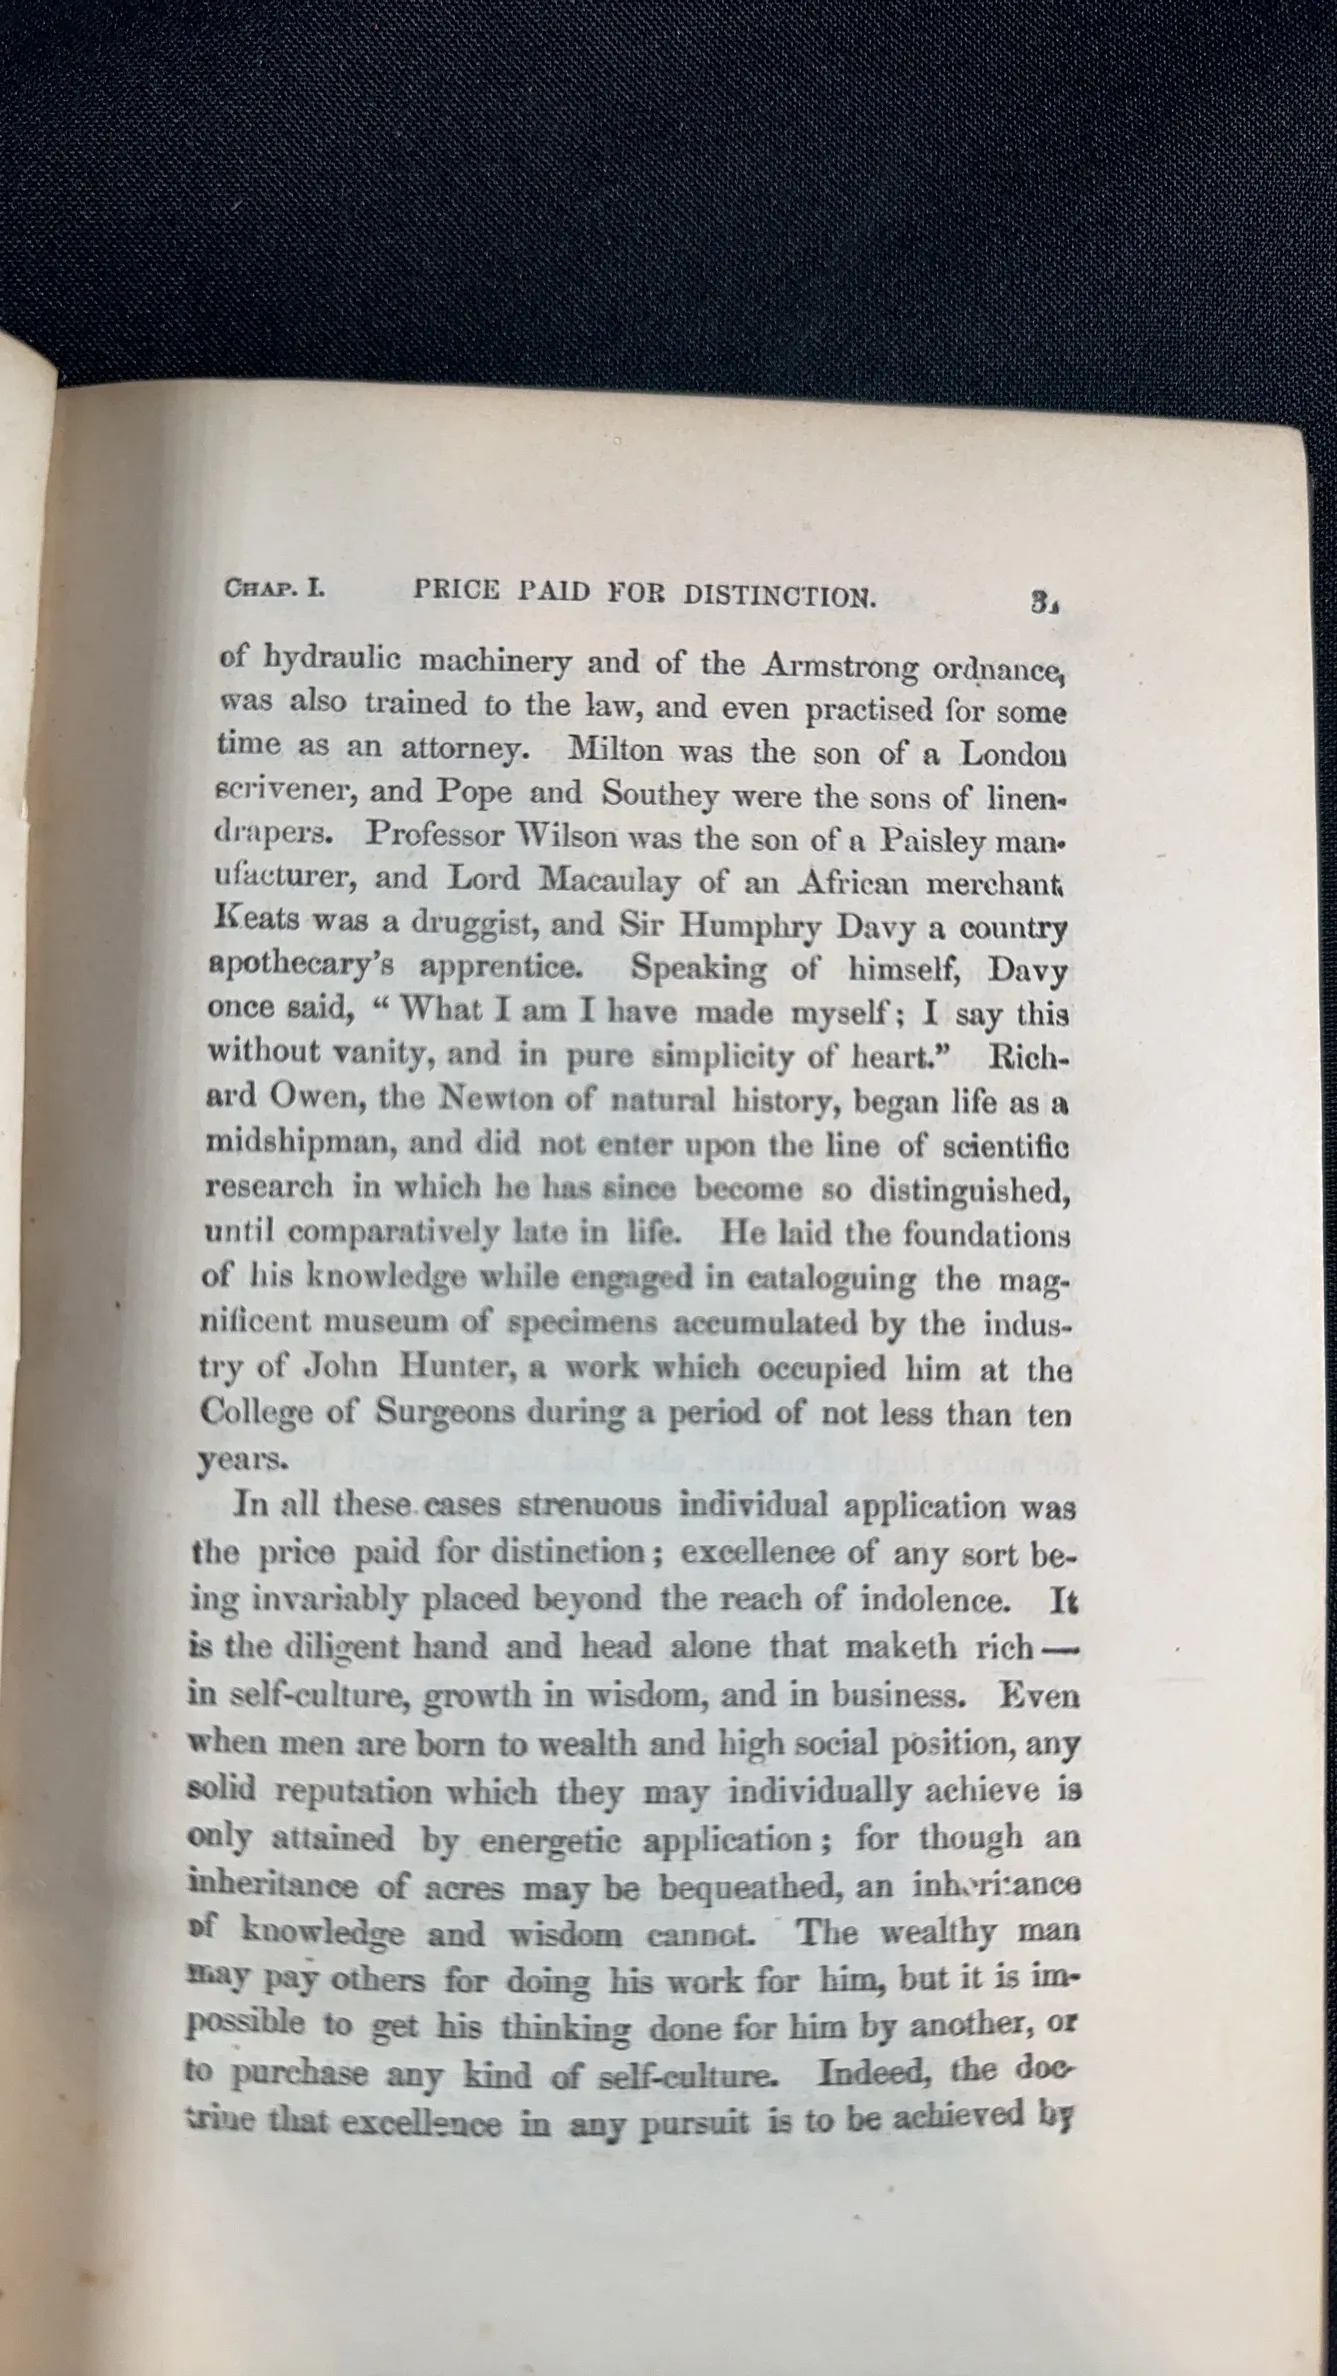 CHAP. I. PRICE PAID FOR DISTINCTION. 3
of hydraulic machinery and of the Armstrong ordnance,
was also trained to the law, and even practised for some
time as an attorney. Milton was the son of a London
scrivener, and Pope and Southey were the sons of linen-
drapers. Professor Wilson was the son of a Paisley man-
ufacturer, and Lord Macaulay of an African merchant
Keats was a druggist, and Sir Humphry Davy a country
apothecary's apprentice. Speaking of himself, Davy
once said, “What I am I have made myself; I say this
without vanity, and in pure simplicity of heart.” Rich-
ard Owen, the Newton of natural history, began life as a
midshipman, and did not enter upon the line of scientific
research in which he has since become so distinguished,
until comparatively late in life. He laid the foundations
of his knowledge while engaged in cataloguing the mag-
nificent museum of specimens accumulated by the indus-
try of John Hunter, a work which occupied him at the
College of Surgeons during a period of not less than ten
years.
In all these cases strenuous individual application was
the price paid for distinction; excellence of any sort be-
ing invariably placed beyond the reach of indolence. It
is the diligent hand and head alone that maketh rich—
in self-culture, growth in wisdom, and in business. Even
when men are born to wealth and high social position, any
solid reputation which they may individually achieve is
only attained by energetic application; for though an
inheritance of acres may be bequeathed, an inheritance
of knowledge and wisdom cannot. The wealthy man
may pay others for doing his work for him, but it is im-
possible to get his thinking done for him by another, or
to purchase any kind of self-culture. Indeed, the doc-
trine that excellence in any pursuit is to be achieved by